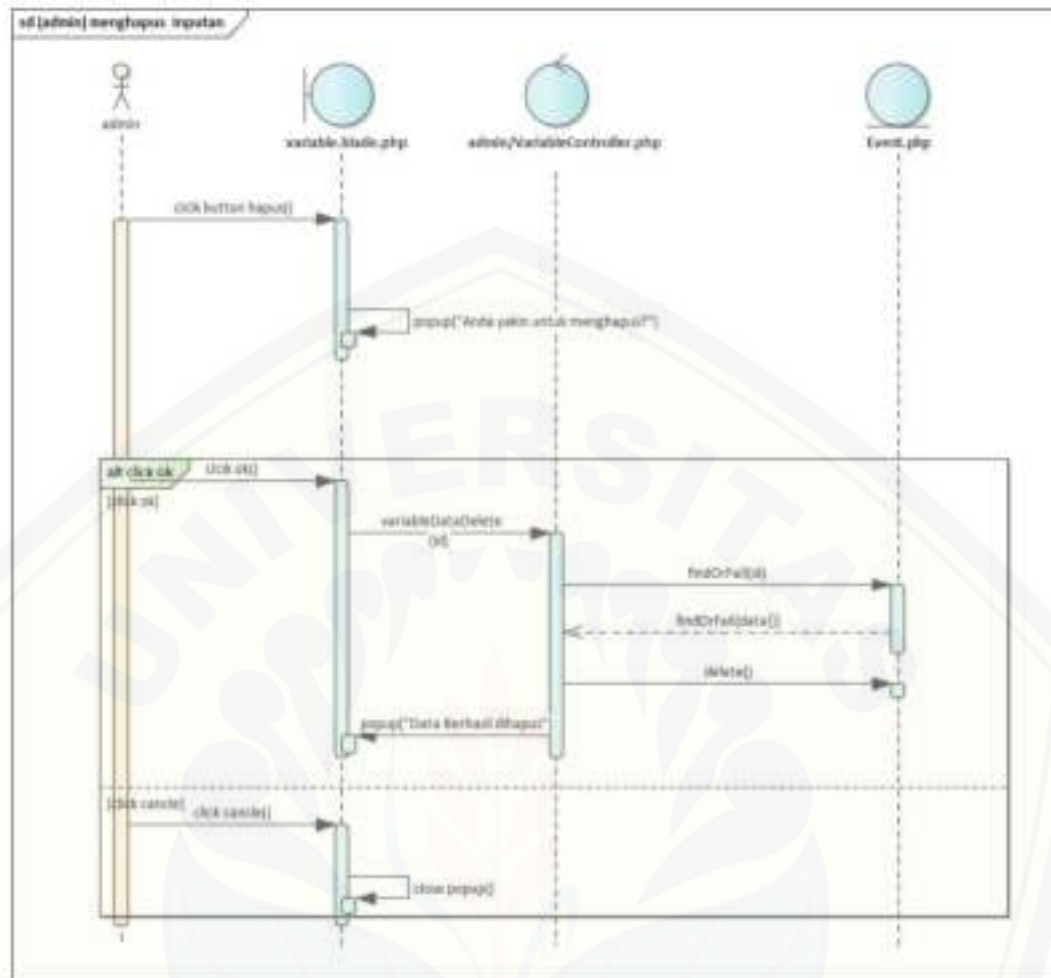 sd (admin) menghapus inputan
admin
variable.blade.php
admin/VariableController.php
Event.php
click button hapus()
popup("Anda yakin untuk menghapus?")
alt click ok
click ok()
[click ok]
variableDataDelete
(id)
findOrFail(id)
findOrFail(data[])
delete()
popup("Data Berhasil dihapus"
[click cancle]
click cancle()
close popup()
UNIVERSITAS